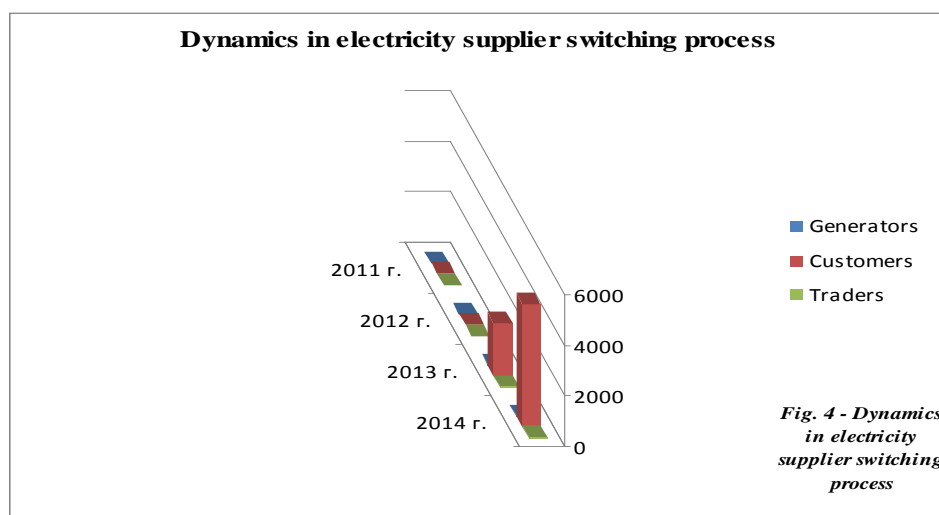 Dynamics in electricity supplier switching process
2011 г.
2012 г.
2013 г.
2014 г.
6000
4000
2000
0
Generators
Customers
Traders
Fig. 4 - Dynamics
in electricity
supplier switching
process